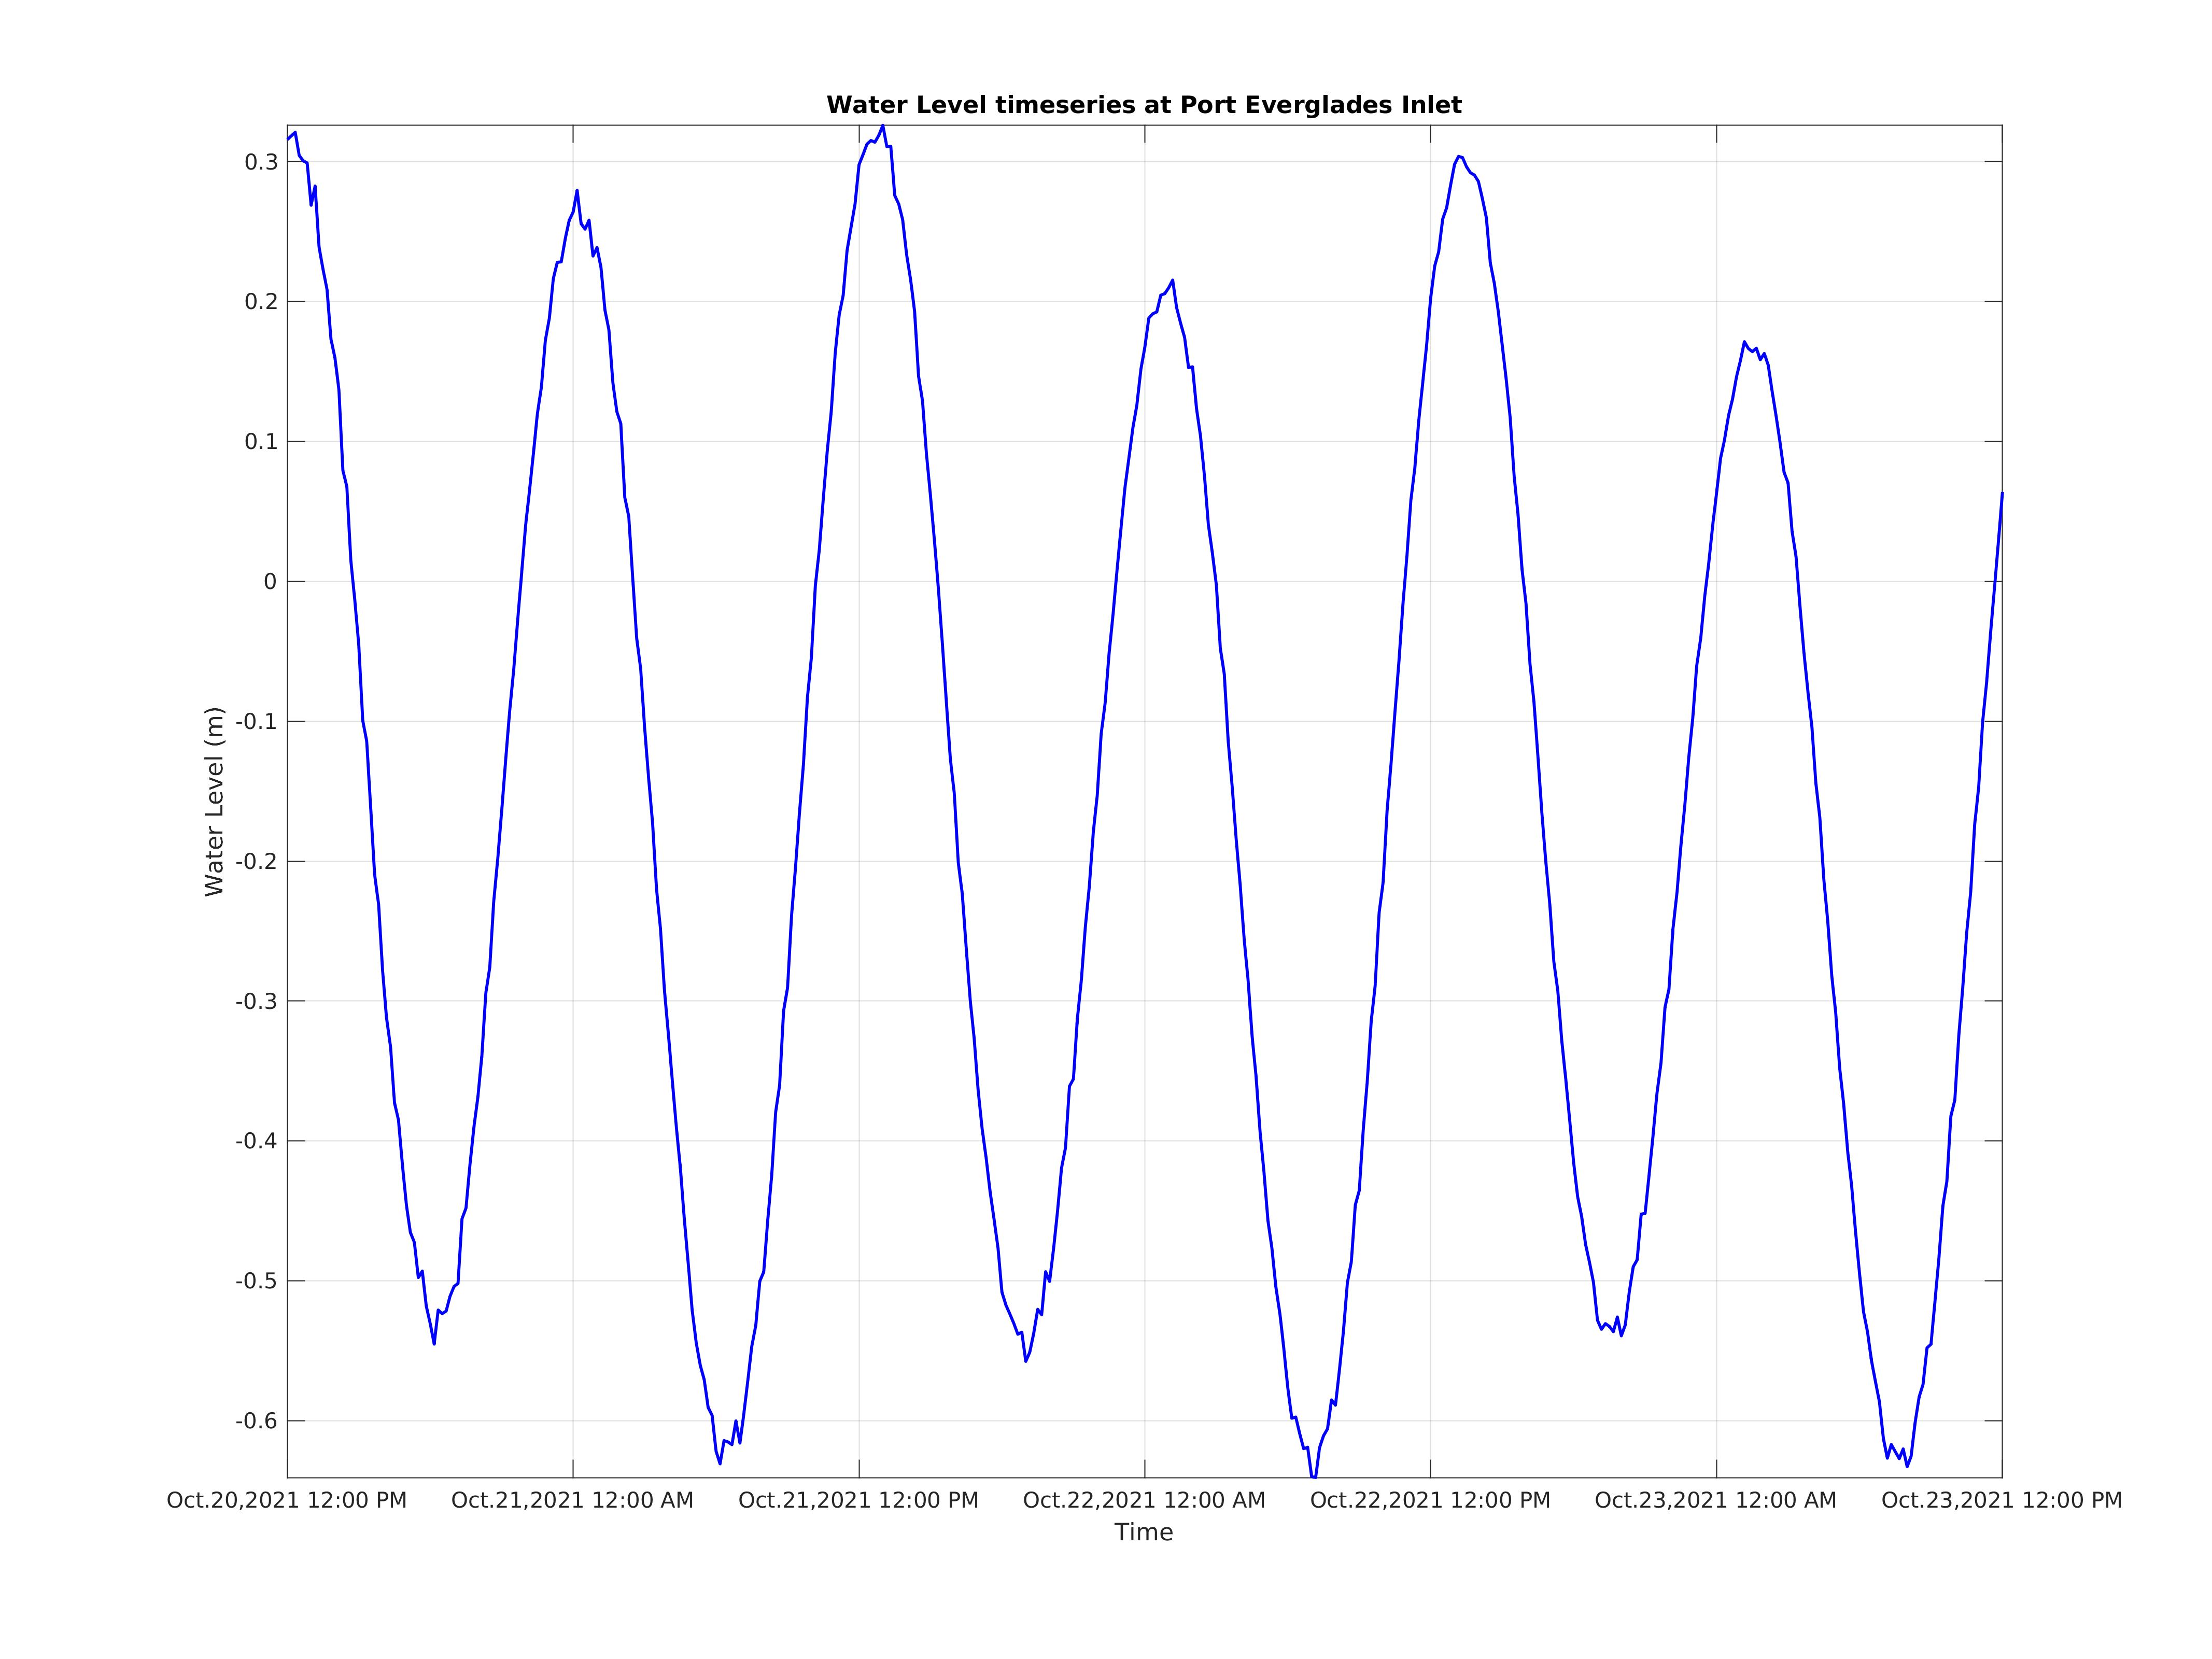 Water Level timeseries at Port Everglades Inlet
0.3
0.2
0.1
0
-0.1
-0.2
-0.3
-0.4
-0.5
-0.6
Water Level (m)
Oct.20,2021 12:00 PM
Oct.21,2021 12:00 AM
Oct.21,2021 12:00 PM
Oct.22,2021 12:00 AM
Oct.22,2021 12:00 PM
Oct.23,2021 12:00 AM
Oct.23,2021 12:00 PM
Time